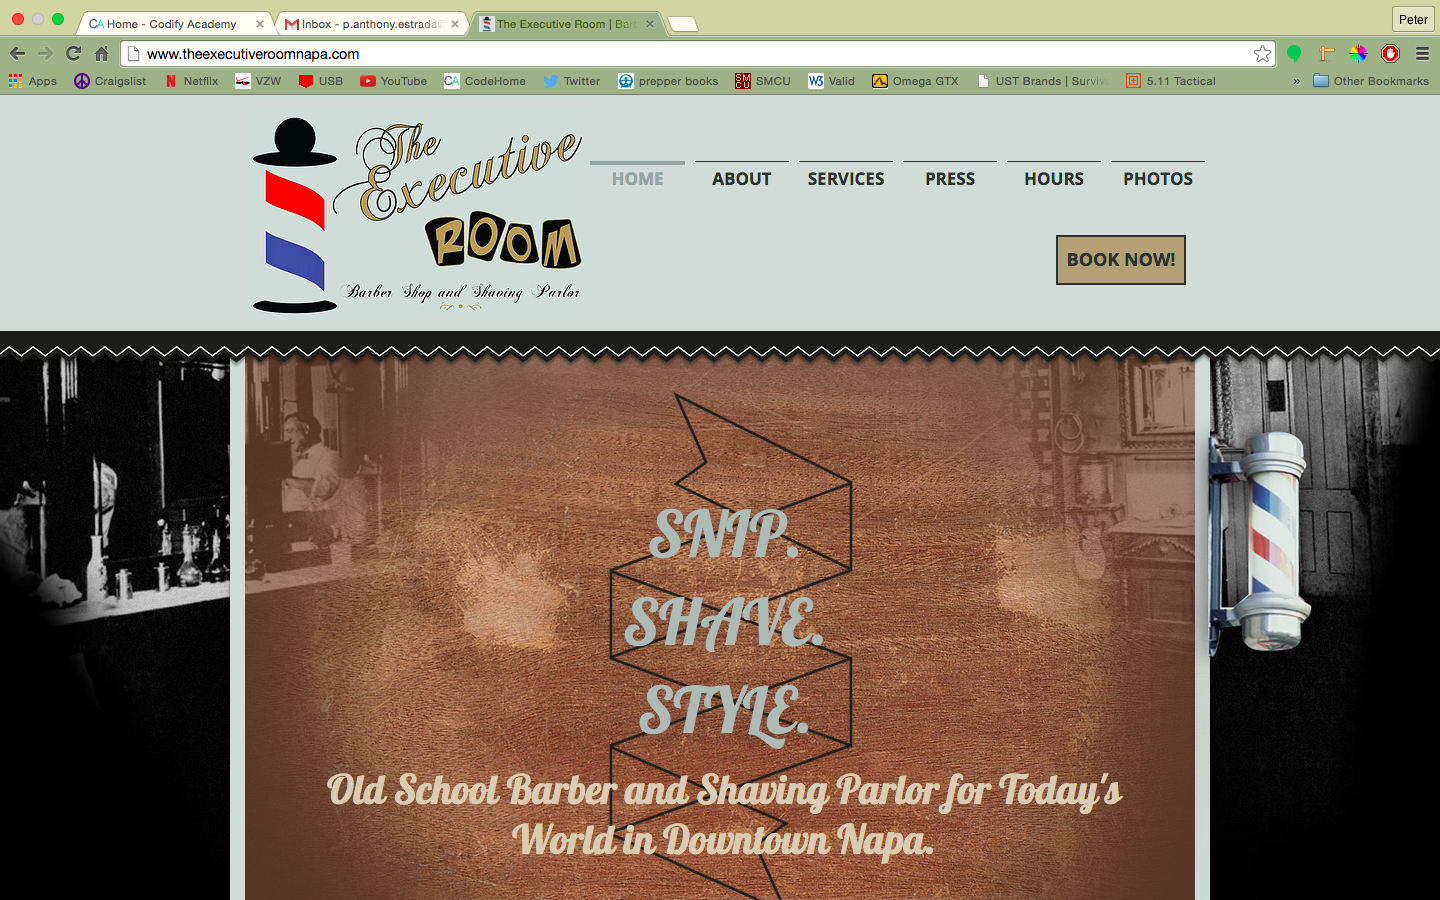 Home - Codify Academy
Inbox - p.anthony.estrada
The Executive Room | Bar
Peter
www.theexecutiveroomnapa.com
Apps
Craigslist
Netflix
VZW
USB
YouTube
CA CodeHome
Twitter
prepper books
SMCU
W3 Valid
Omega GTX
UST Brands | Surviv
5.11 Tactical
»
Other Bookmarks
The
Executive
ROOM
Barber Shop and Shaving Parlor
HOME
ABOUT
SERVICES
PRESS
HOURS
PHOTOS
BOOK NOW!
SNIP.
SHAVE.
STYLE.
Old School Barber and Shaving Parlor for Today's
World in Downtown Napa.